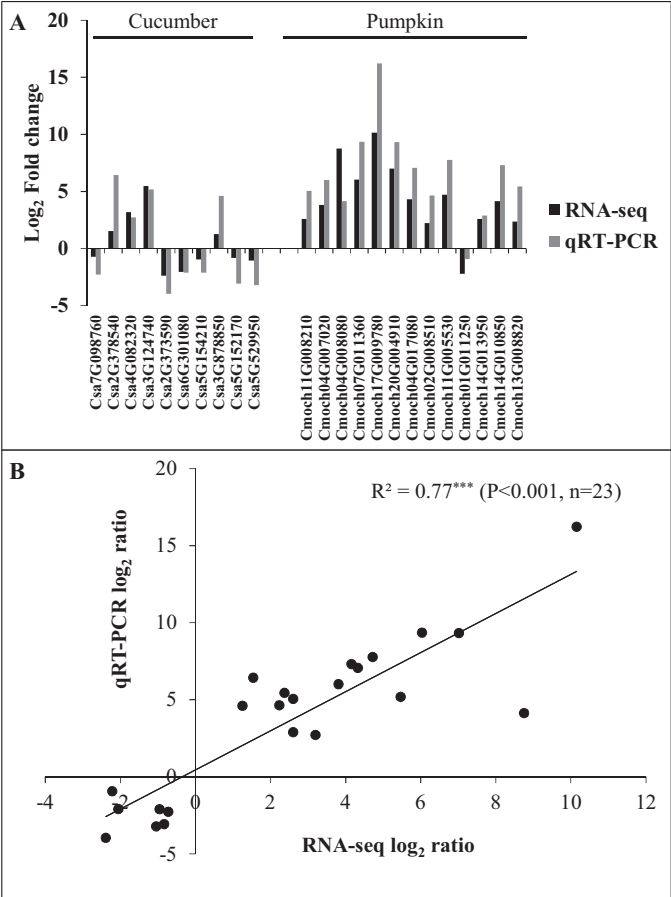 A
Cucumber
Pumpkin
Log₂ Fold change
20
15
10
5
0
-5
RNA-seq
qRT-PCR
Csa7G098760
Csa2G378540
Csa4G082320
Csa3G124740
Csa2G373590
Csa6G301080
Csa5G154210
Csa3G878850
Csa5G152170
Csa5G529950
Cmoch11G008210
Cmoch04G007020
Cmoch04G008080
Cmoch07G011360
Cmoch17G009780
Cmoch20G004910
Cmoch04G017080
Cmoch02G008510
Cmoch11G005530
Cmoch01G011250
Cmoch14G013950
Cmoch14G010850
Cmoch13G008820
B
R² = 0.77*** (P<0.001, n=23)
qRT-PCR log₂ ratio
20
15
10
5
0
-5
-4 -2 0 2 4 6 8 10 12
RNA-seq log₂ ratio